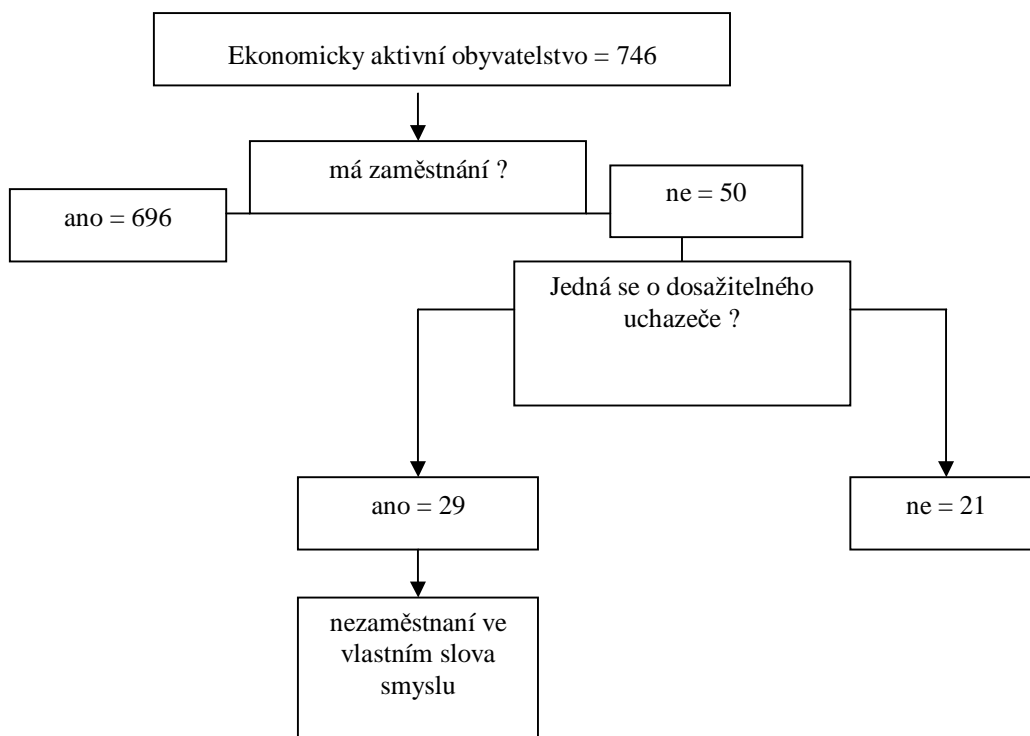 Ekonomicky aktivní obyvatelstvo = 746
má zaměstnání ?
ano = 696
ne = 50
Jedná se o dosažitelného
uchazeče ?
ano = 29
ne = 21
nezaměstnaní ve
vlastním slova
smyslu